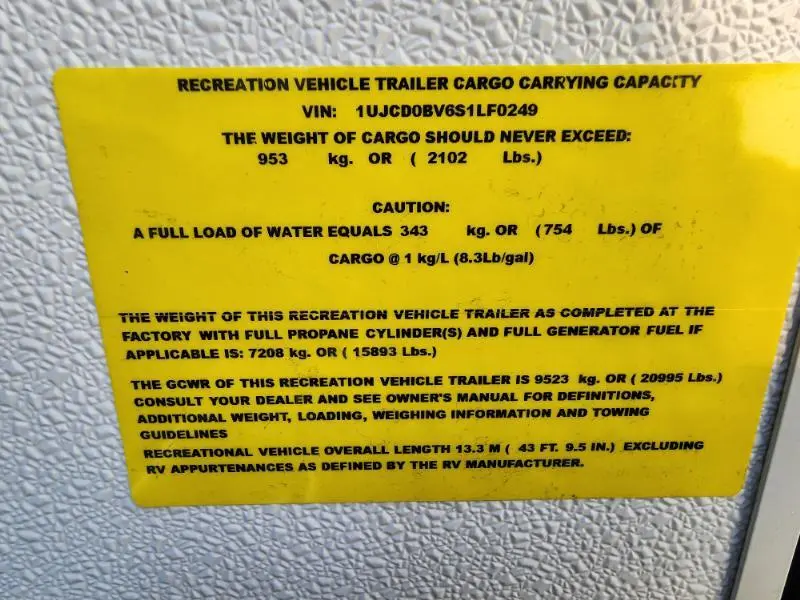 RECREATION VEHICLE TRAILER CARGO CARRYING CAPACITY
VIN: 1UJCD0BV6S1LF0249
THE WEIGHT OF CARGO SHOULD NEVER EXCEED:
953 kg. OR ( 2102 Lbs.)
CAUTION:
A FULL LOAD OF WATER EQUALS 343 kg. OR (754 Lbs.) OF
CARGO @ 1 kg/L (8.3Lb/gal)
THE WEIGHT OF THIS RECREATION VEHICLE TRAILER AS COMPLETED AT THE
FACTORY WITH FULL PROPANE CYLINDER(S) AND FULL GENERATOR FUEL IF
APPLICABLE IS: 7208 kg. OR ( 15893 Lbs.)
THE GCWR OF THIS RECREATION VEHICLE TRAILER IS 9523 kg. OR ( 20995 Lbs.)
CONSULT YOUR DEALER AND SEE OWNER'S MANUAL FOR DEFINITIONS,
ADDITIONAL WEIGHT, LOADING, WEIGHING INFORMATION AND TOWING
GUIDELINES
RECREATIONAL VEHICLE OVERALL LENGTH 13.3 M ( 43 FT. 9.5 IN.) EXCLUDING
RV APPURTENANCES AS DEFINED BY THE RV MANUFACTURER.